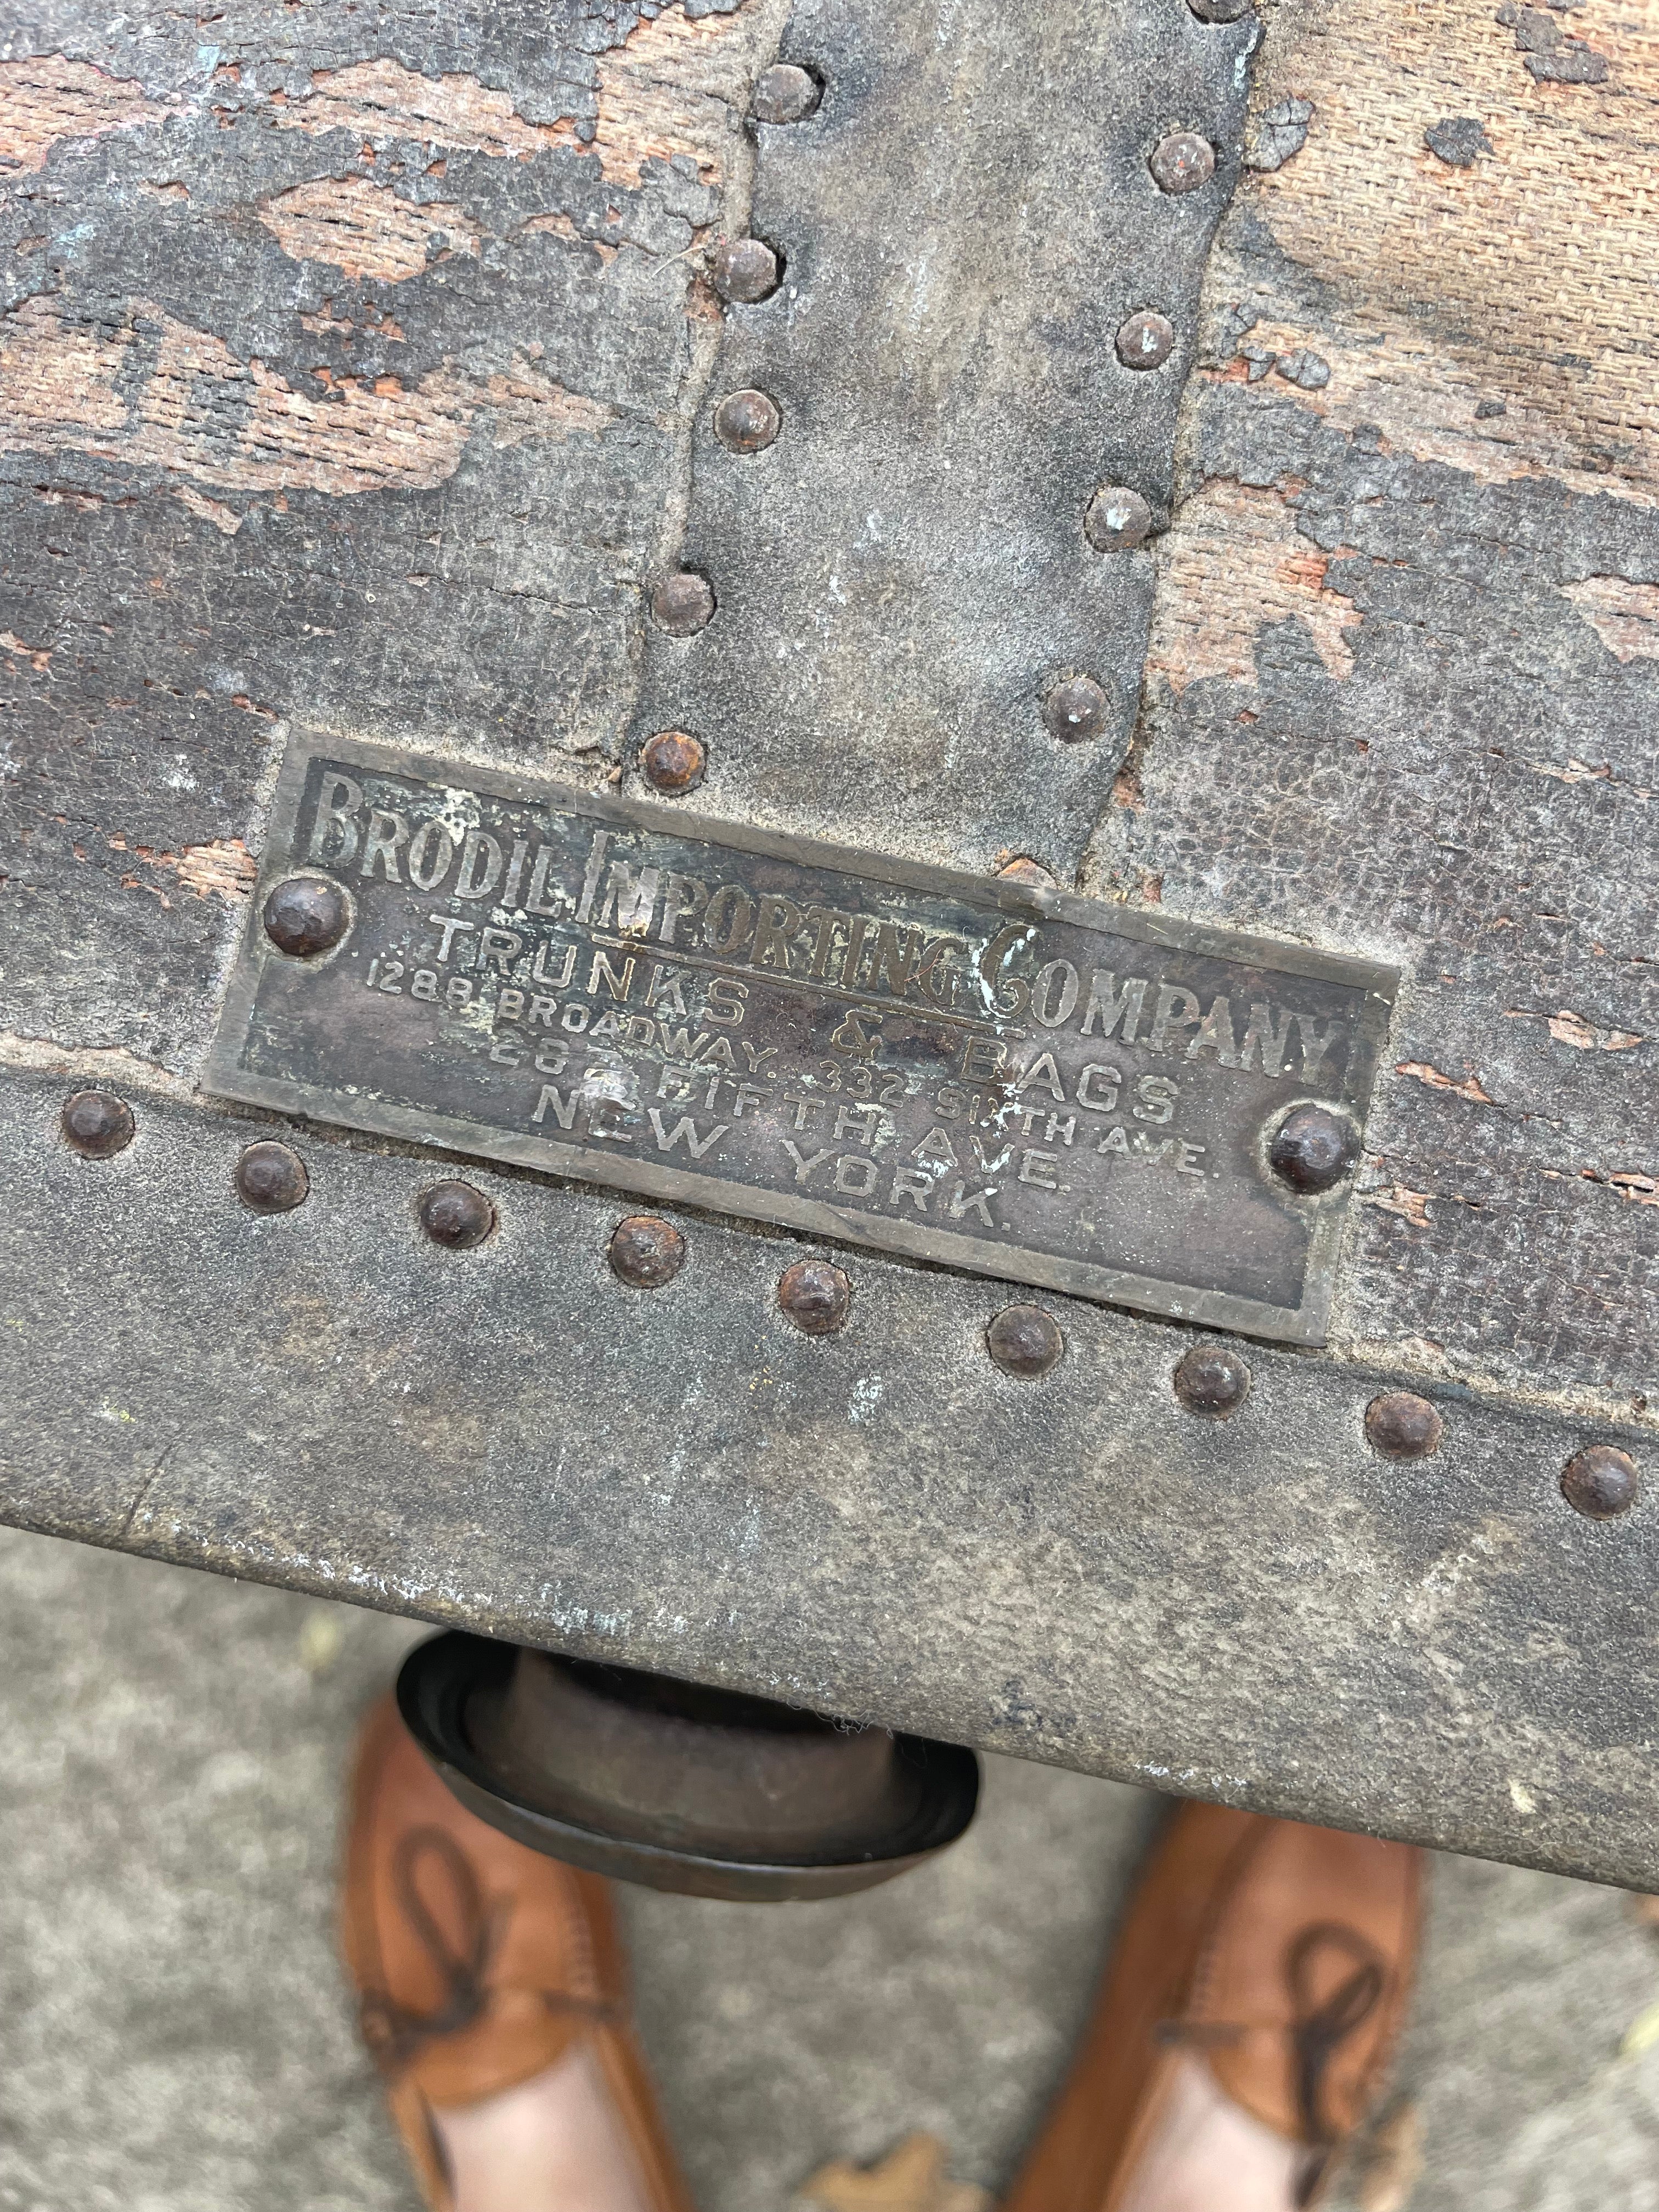 BRODIL IMPORTING COMPANY
TRUNKS & BAGS
1288 BROADWAY. 332 SIXTH AVE.
FIFTH AVE.
NEW YORK.